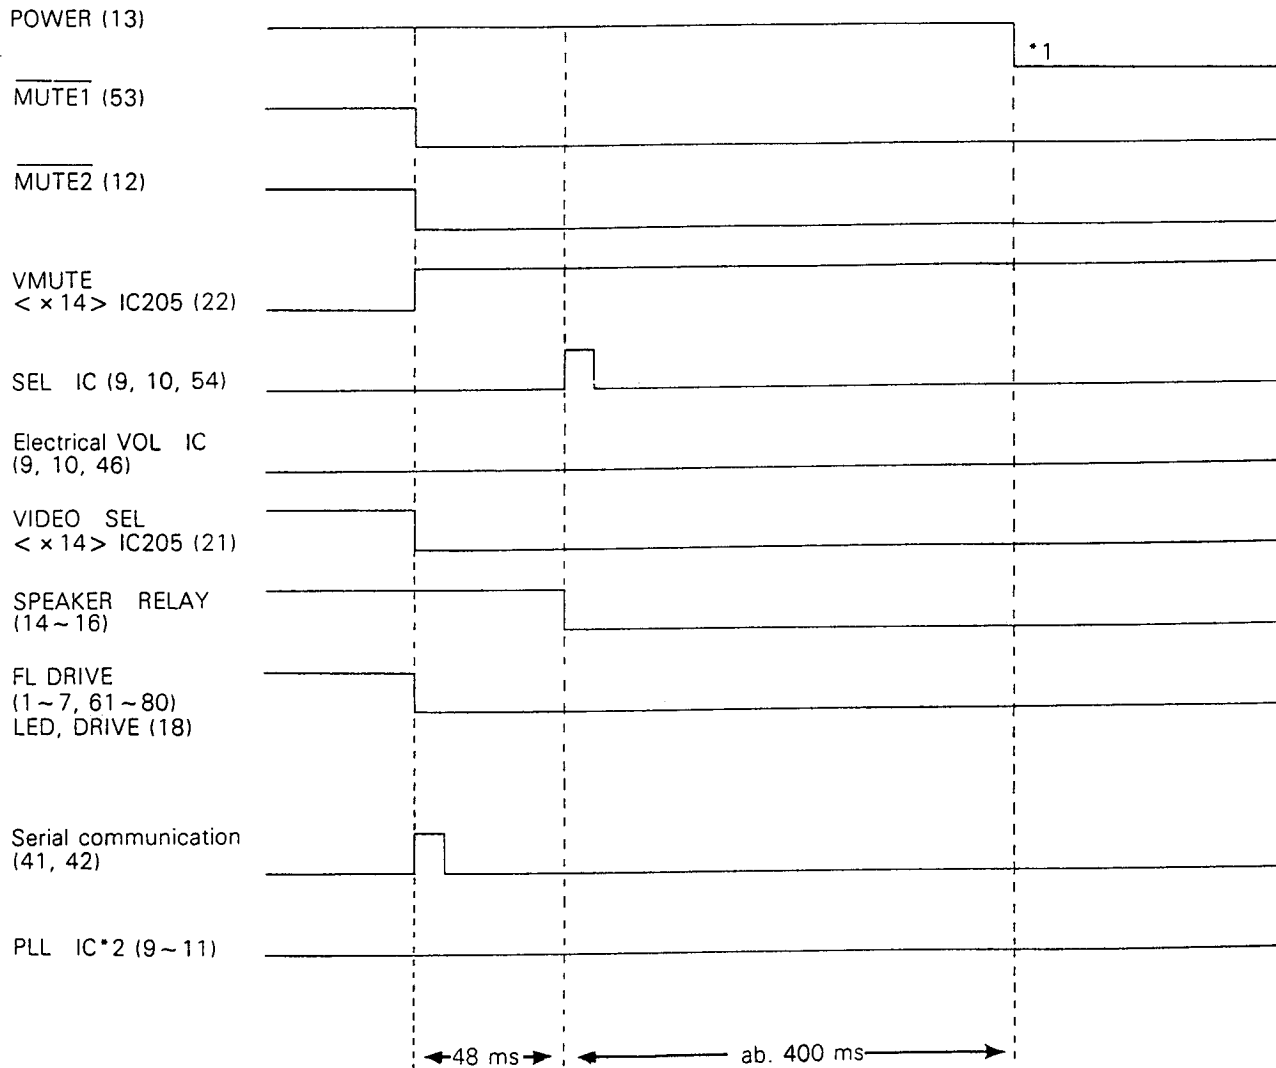 POWER (13)
*1
MUTE1 (53)
MUTE2 (12)
VMUTE
< ×14> IC205 (22)
SEL IC (9, 10, 54)
Electrical VOL IC
(9, 10, 46)
VIDEO SEL
< ×14> IC205 (21)
SPEAKER RELAY
(14~16)
FL DRIVE
(1~7, 61~80)
LED, DRIVE (18)
Serial communication
(41, 42)
PLL IC*2 (9~11)
48 ms
ab. 400 ms